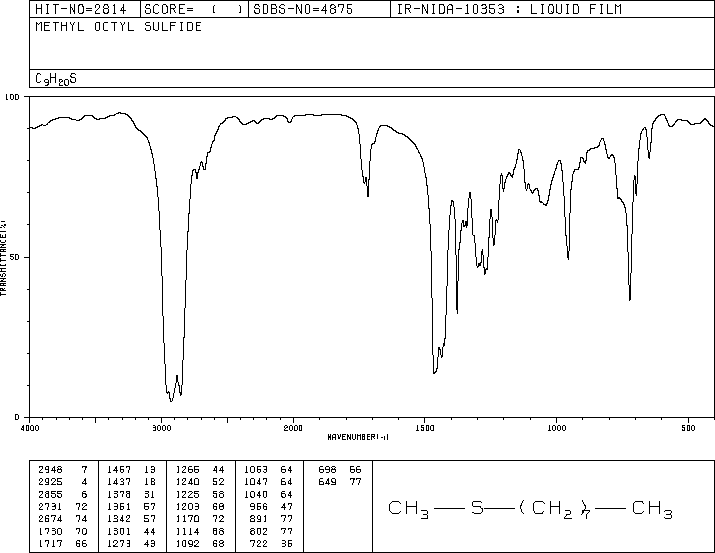 HIT-NO=2814 SCORE= ( ) SDBS-NO=4875 IR-NIDA-10353 : LIQUID FILM
METHYL OCTYL SULFIDE
C9H20S
100
TRANSMITTANCE(%)
50
0
4000 3000 2000 1500 1000 500
WAVENUMBER(-1)
2948 7 1467 13 1266 44 1063 64 698 66
2925 4 1437 18 1240 52 1047 64 649 77
2855 6 1378 31 1225 58 1040 64
2731 72 1361 57 1203 68 956 47
2674 74 1342 57 1170 72 891 77
1730 70 1301 44 1114 68 802 77
1717 66 1273 43 1092 68 722 35
CH3—S—(CH2)7—CH3